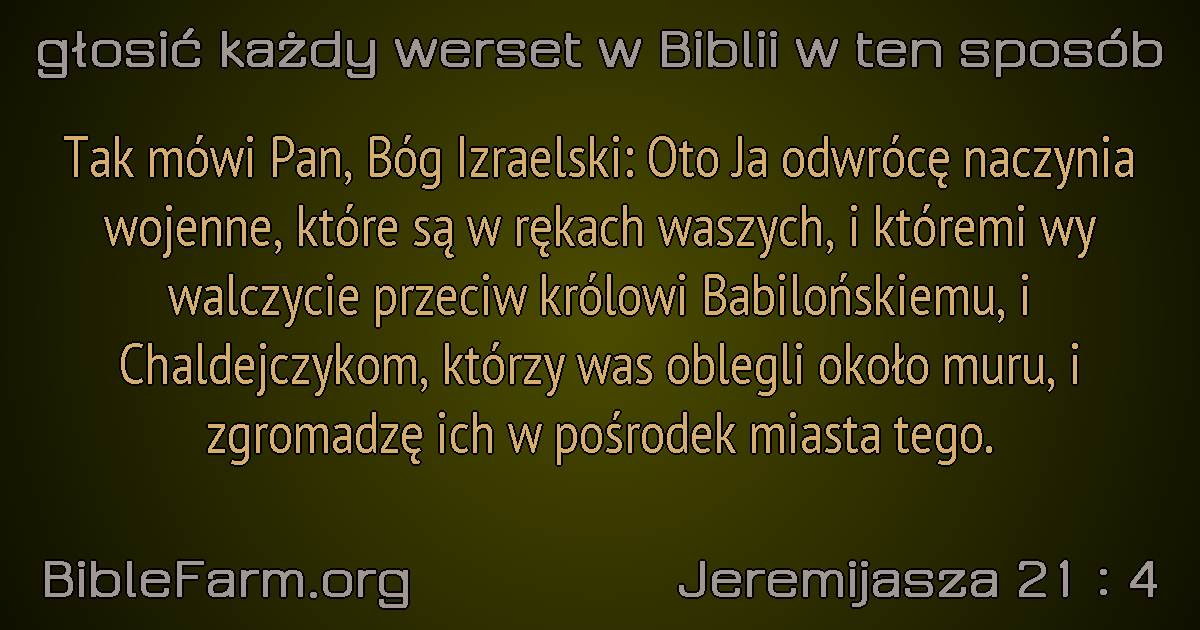 głosić każdy werset w Biblii w ten sposób
Tak mówi Pan, Bóg Izraelski: Oto Ja odwrócę naczynia
wojenne, które są w rękach waszych, i któremi wy
walczycie przeciw królowi Babilońskiemu, i
Chaldejczykom, którzy was oblegli około muru, i
zgromadzę ich w pośrodek miasta tego.
BibleFarm.org
Jeremijasza 21 : 4